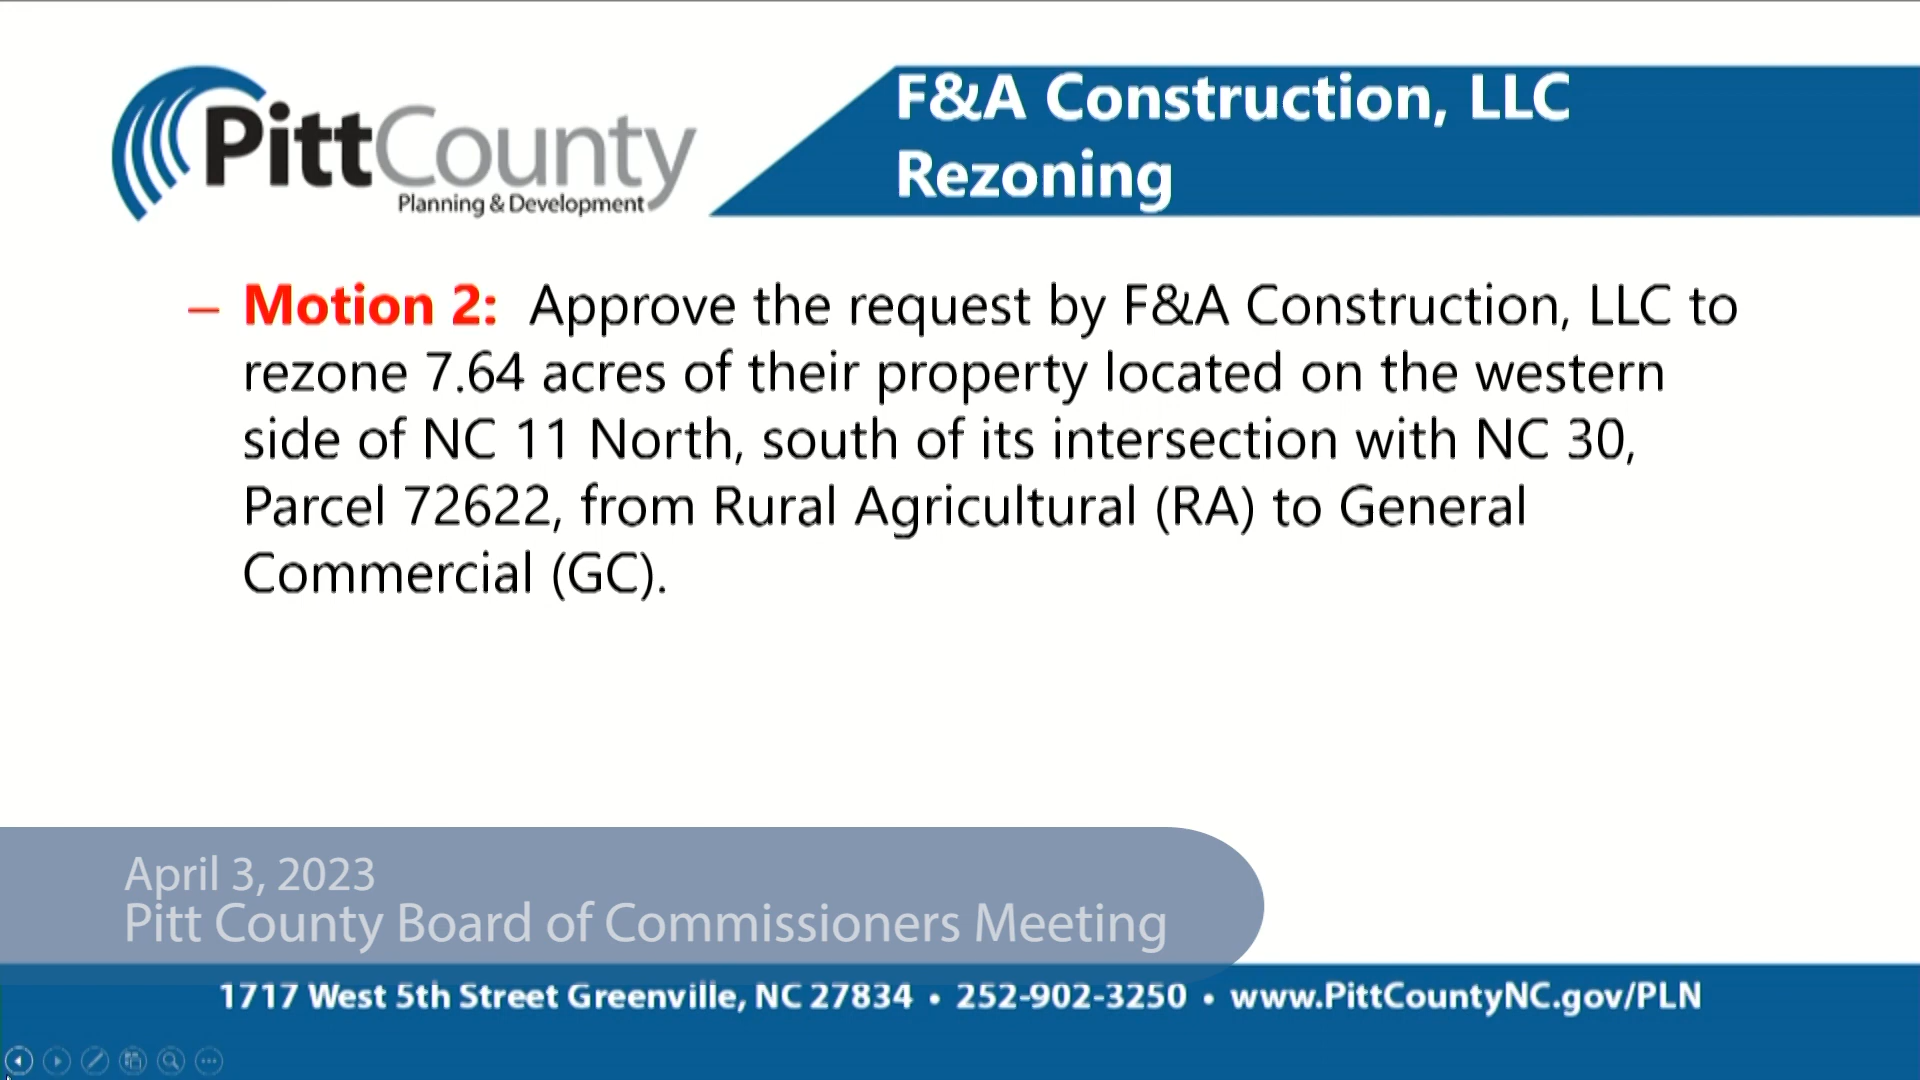 PittCounty
Planning & Development
F&A Construction, LLC
Rezoning
– Motion 2: Approve the request by F&A Construction, LLC to
rezone 7.64 acres of their property located on the western
side of NC 11 North, south of its intersection with NC 30,
Parcel 72622, from Rural Agricultural (RA) to General
Commercial (GC).
April 3, 2023
Pitt County Board of Commissioners Meeting
1717 West 5th Street Greenville, NC 27834 • 252-902-3250 • www.PittCountyNC.gov/PLN